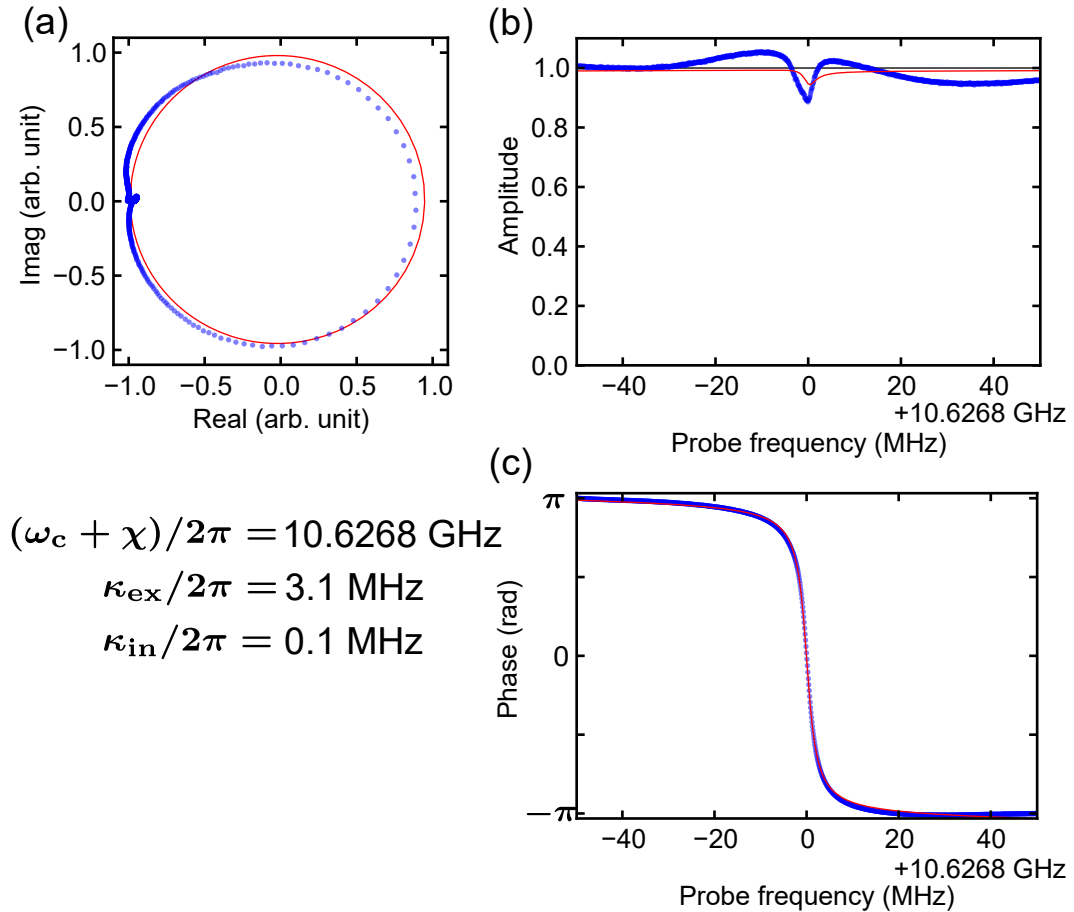 (a)
1.0
0.5
0.0
−0.5
−1.0
Imag (arb. unit)
−1.0 −0.5 0.0 0.5 1.0
Real (arb. unit)
(b)
1.0
0.8
0.6
0.4
0.2
0.0
Amplitude
−40 −20 0 20 40
+10.6268 GHz
Probe frequency (MHz)
(ω_c + χ)/2π = 10.6268 GHz
κ_ex/2π = 3.1 MHz
κ_in/2π = 0.1 MHz
(c)
π
0
−π
Phase (rad)
−40 −20 0 20 40
+10.6268 GHz
Probe frequency (MHz)